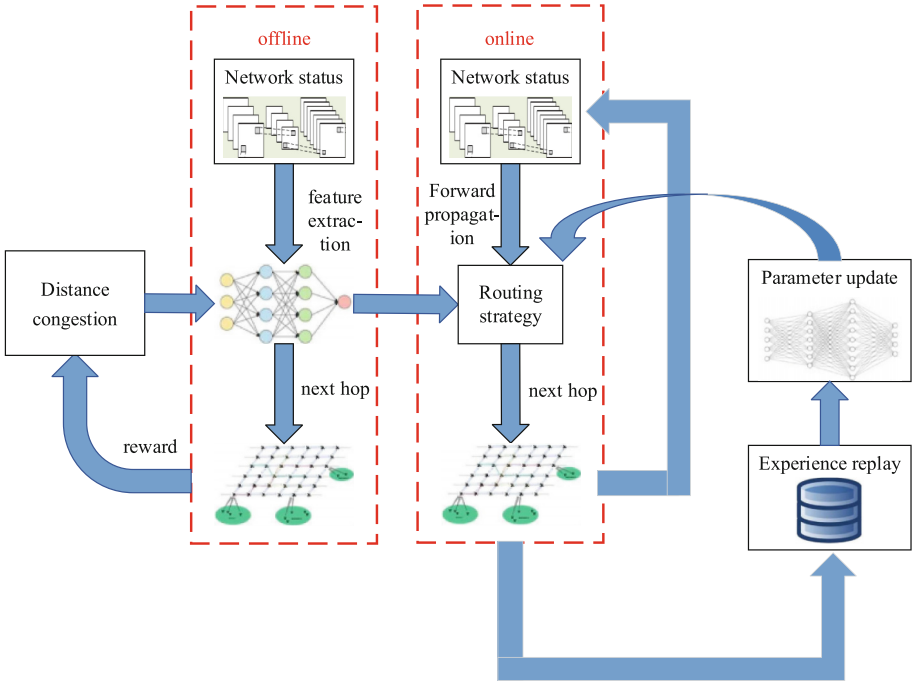 offline
Network status
feature
extrac-
tion
next hop
Distance
congestion
reward
online
Network status
Forward
propagat-
ion
Routing
strategy
next hop
Parameter update
Experience replay